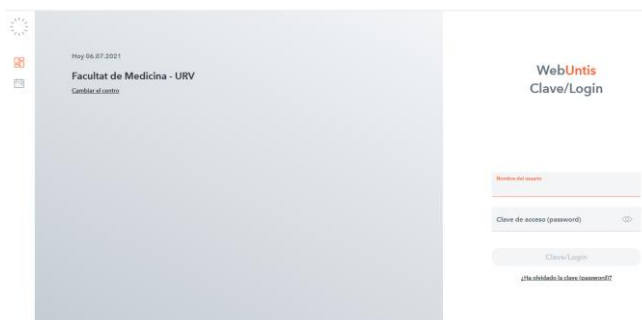 Hoy 06.07.2021
Facultat de Medicina - URV
Cambiar el centro
WebUntis
Clave/Login
Nombre del usuario
Clave de acceso (password)
Clave/Login
¿Ha olvidado la clave (password)?